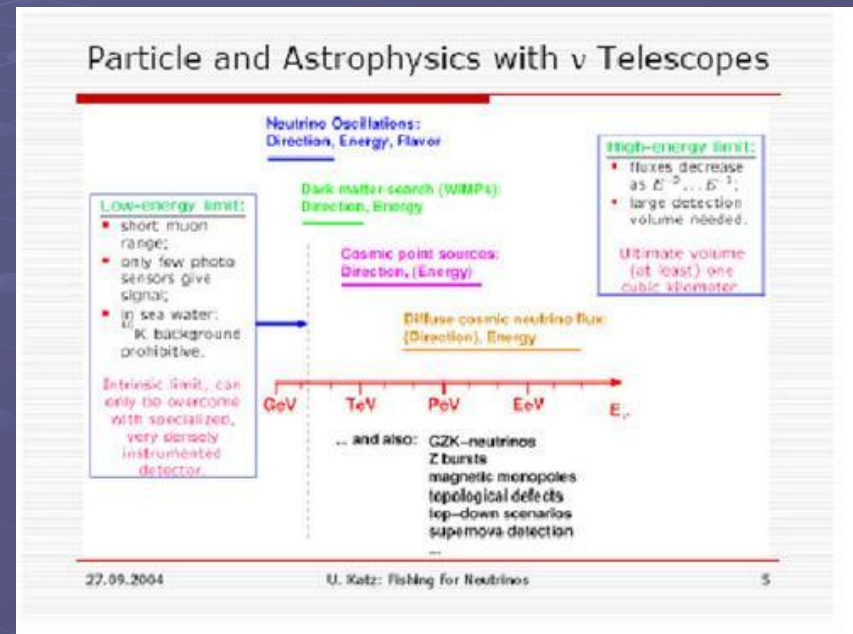 Particle and Astrophysics with ν Telescopes
Neutrino Oscillations:
Direction, Energy, Flavor
Dark matter search (WIMPs):
Direction, Energy
Cosmic point sources:
Direction, (Energy)
Diffuse cosmic neutrino flux:
(Direction), Energy
Low-energy limit:
short muon
range;
only few photo
sensors give
signal;
in sea water:
K background
prohibitive.
Intrinsic limit, can
only be overcome
with specialized,
very densely
instrumented
detector.
High-energy limit:
fluxes decrease
as
large detection
volume needed.
Ultimate volume
(at least) one
cubic kilometer
GeV TeV PeV EeV
... and also: GZK-neutrinos
Z bursts
magnetic monopoles
topological defects
top-down scenarios
supernova detection
...
27.09.2004 U. Katz: Fishing for Neutrinos 5